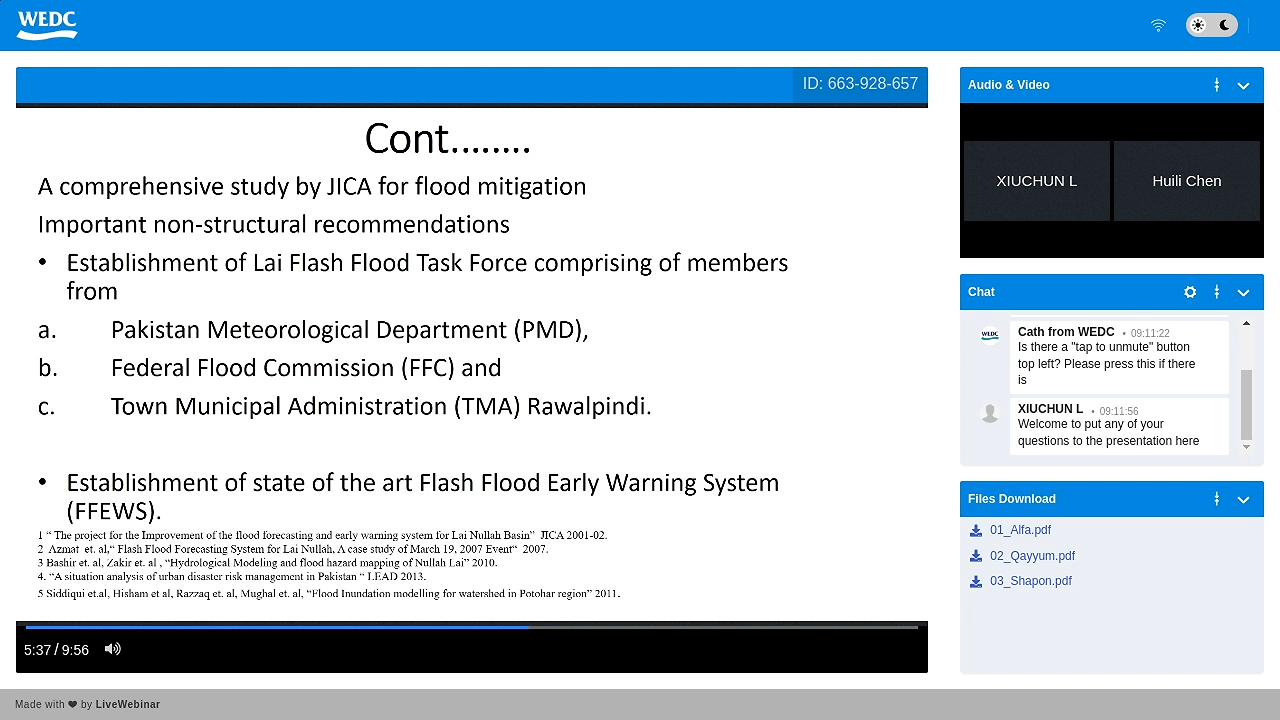 WEDC
ID: 663-928-657
Cont........
A comprehensive study by JICA for flood mitigation
Important non-structural recommendations
• Establishment of Lai Flash Flood Task Force comprising of members
from
a. Pakistan Meteorological Department (PMD),
b. Federal Flood Commission (FFC) and
c. Town Municipal Administration (TMA) Rawalpindi.
• Establishment of state of the art Flash Flood Early Warning System
(FFEWS).
1 “ The project for the Improvement of the flood forecasting and early warning system for Lai Nullah Basin” JICA 2001-02.
2 Azmat et. al,“ Flash Flood Forecasting System for Lai Nullah, A case study of March 19, 2007 Event“ 2007.
3 Bashir et. al, Zakir et. al , “Hydrological Modeling and flood hazard mapping of Nullah Lai” 2010.
4. “A situation analysis of urban disaster risk management in Pakistan “ LEAD 2013.
5 Siddiqui et.al, Hisham et al, Razzaq et. al, Mughal et. al, “Flood Inundation modelling for watershed in Potohar region” 2011.
5:37 / 9:56
Audio & Video
XIUCHUN L
Huili Chen
Chat
WEDC
Cath from WEDC • 09:11:22
Is there a "tap to unmute" button
top left? Please press this if there
is
XIUCHUN L • 09:11:56
Welcome to put any of your
questions to the presentation here
Files Download
01_Alfa.pdf
02_Qayyum.pdf
03_Shapon.pdf
Made with ❤ by LiveWebinar